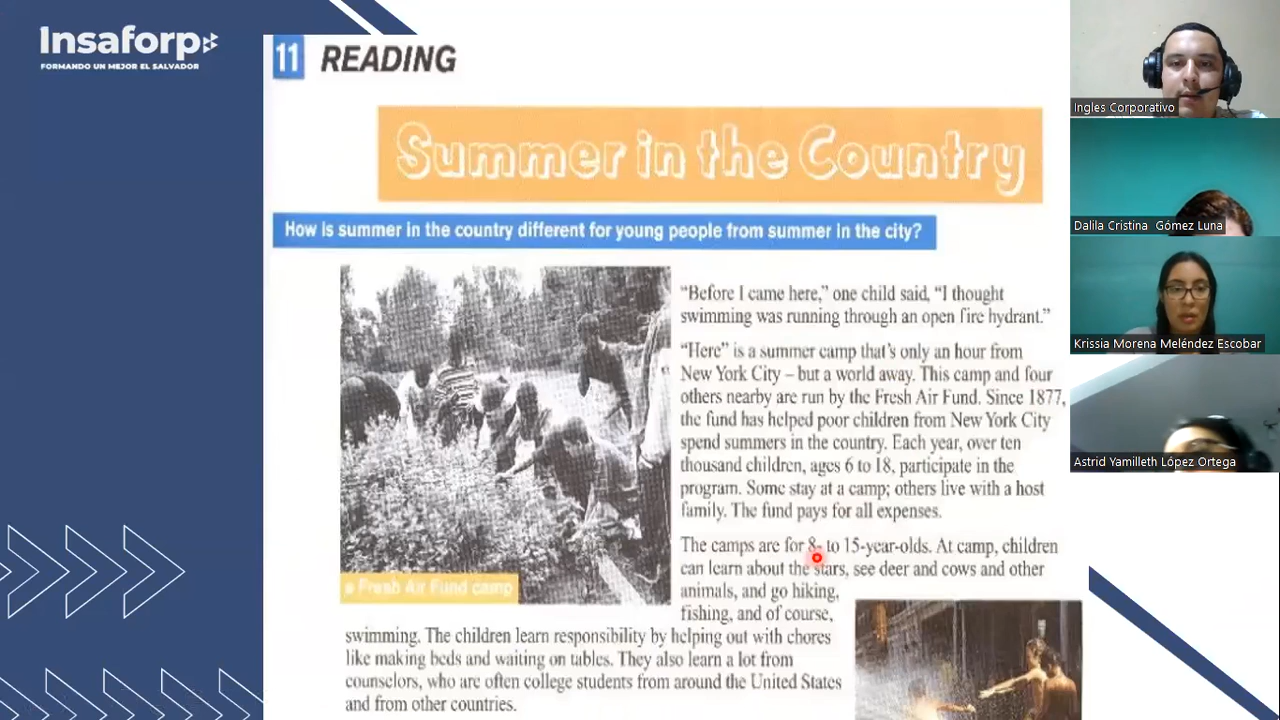 Insaforp
FORMANDO UN MEJOR EL SALVADOR
11 READING
Summer in the Country
How is summer in the country different for young people from summer in the city?
"Before I came here," one child said, "I thought
swimming was running through an open fire hydrant."
"Here" is a summer camp that's only an hour from
New York City – but a world away. This camp and four
others nearby are run by the Fresh Air Fund. Since 1877,
the fund has helped poor children from New York City
spend summers in the country. Each year, over ten
thousand children, ages 6 to 18, participate in the
program. Some stay at a camp; others live with a host
family. The fund pays for all expenses.
The camps are for 8- to 15-year-olds. At camp, children
can learn about the stars, see deer and cows and other
animals, and go hiking,
fishing, and of course,
swimming. The children learn responsibility by helping out with chores
like making beds and waiting on tables. They also learn a lot from
counselors, who are often college students from around the United States
and from other countries.
a Fresh Air Fund camp
Ingles Corporativo
Dalila Cristina Gómez Luna
Krissia Morena Meléndez Escobar
Astrid Yamilleth López Ortega